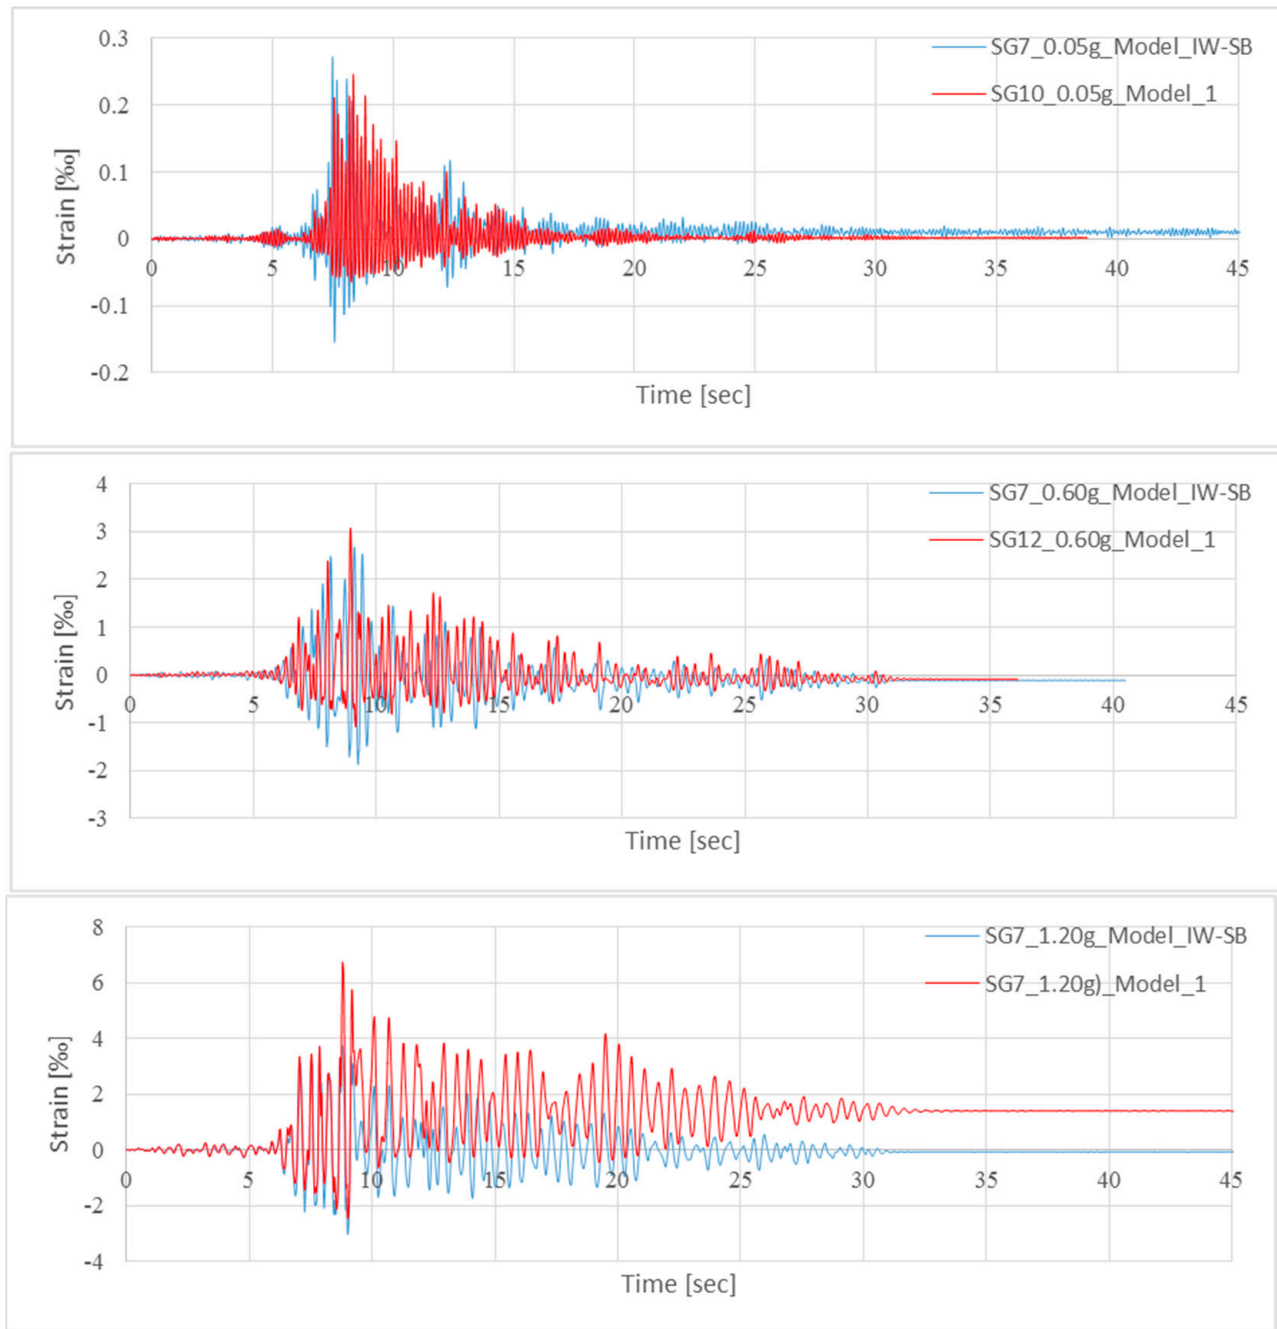 0.3
0.2
0.1
0
-0.1
-0.2
Strain [‰]
SG7_0.05g_Model_IW-SB
SG10_0.05g_Model_1
0 5 10 15 20 25 30 35 40 45
Time [sec]
4
3
2
1
0
-1
-2
-3
Strain [‰]
SG7_0.60g_Model_IW-SB
SG12_0.60g_Model_1
0 5 10 15 20 25 30 35 40 45
Time [sec]
8
6
4
2
0
-2
-4
Strain [‰]
SG7_1.20g_Model_IW-SB
SG7_1.20g)_Model_1
0 5 10 15 20 25 30 35 40 45
Time [sec]